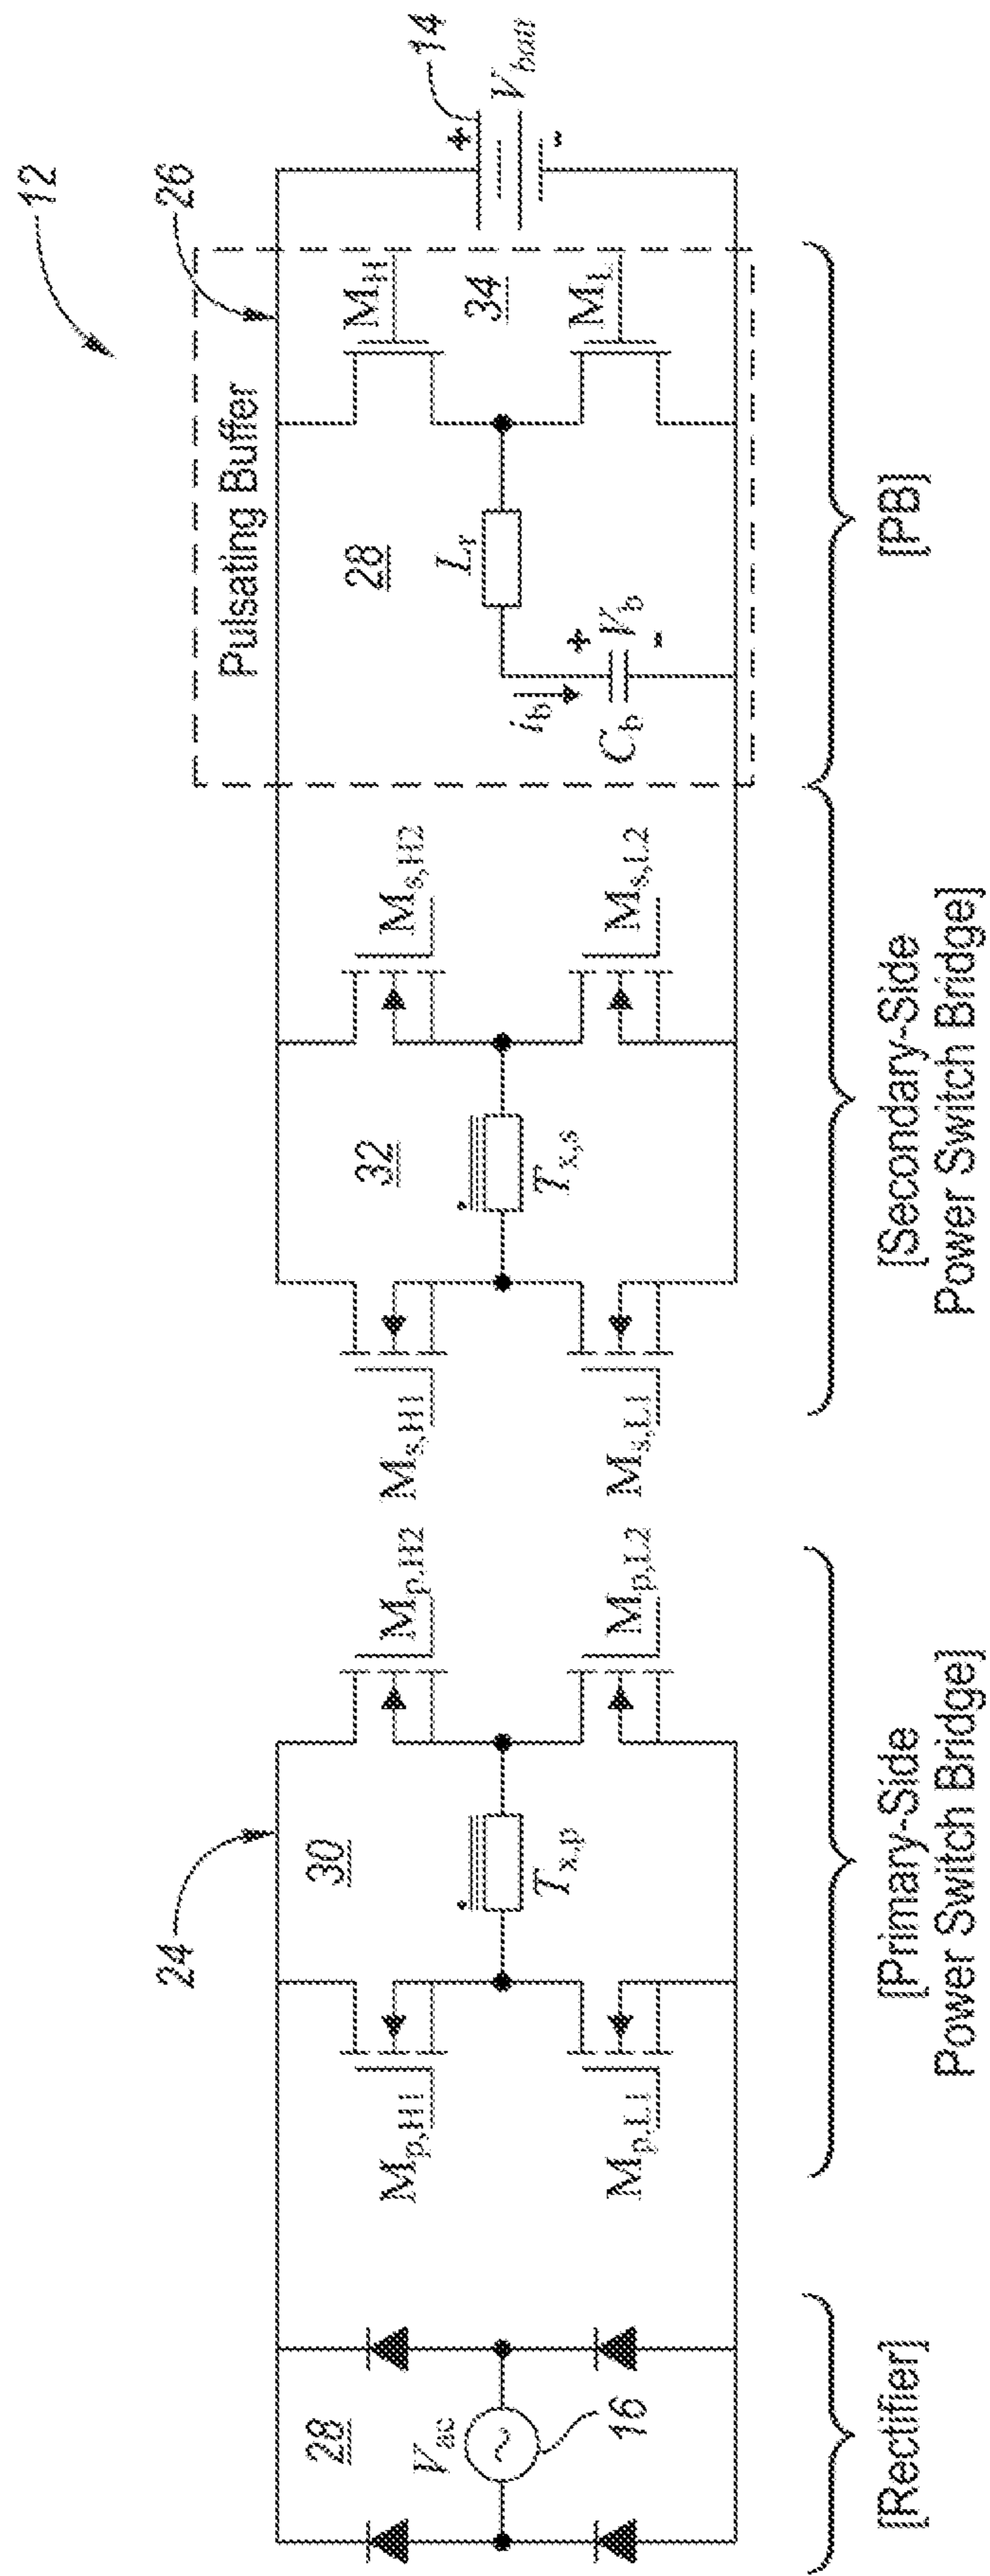 12
24
26
14
Pulsating Buffer
28
V_ac
16
30
M_p,H1
M_p,H2
M_p,L1
M_p,L2
T_x,p
32
M_s,H1
M_s,H2
M_s,L1
M_s,L2
T_x,s
28
L_r
i_b
C_b
+
V_b
-
M_H
34
M_L
+
V_batt
-
[Rectifier]
[Primary-Side
Power Switch Bridge]
[Secondary-Side
Power Switch Bridge]
[PB]